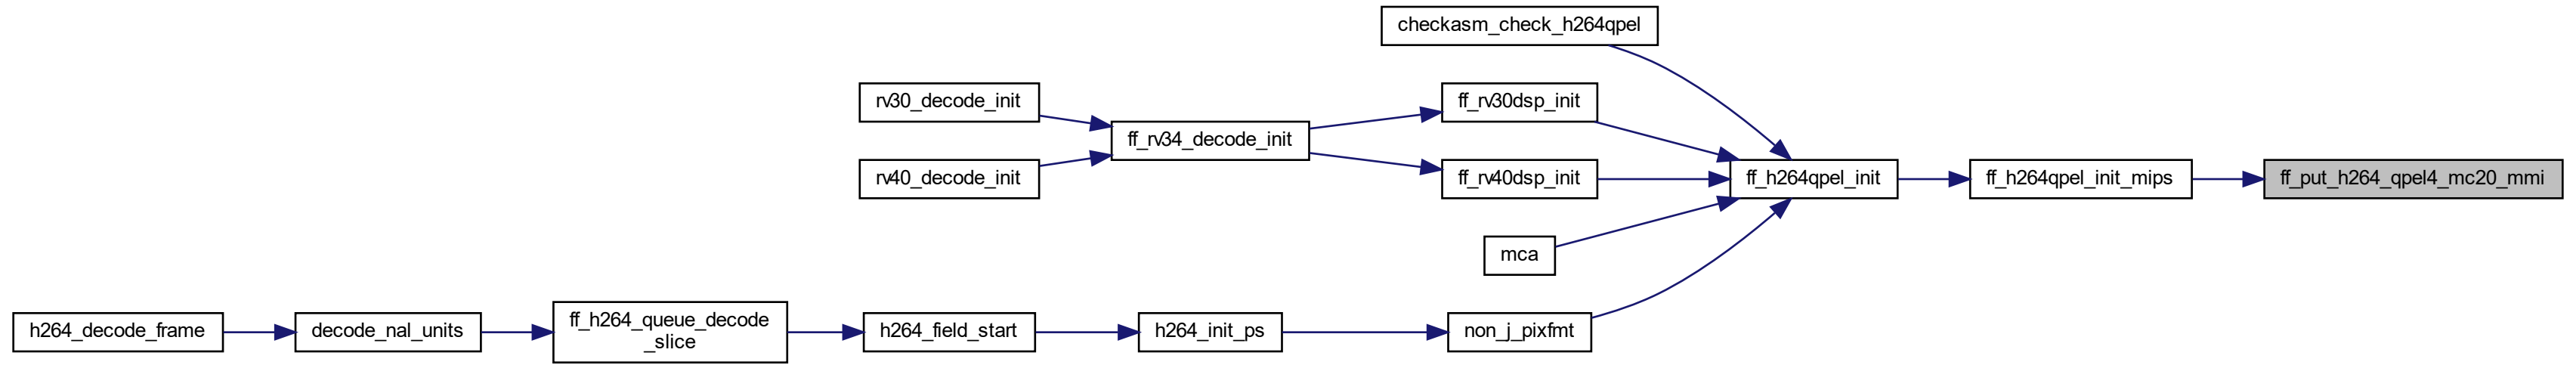 checkasm_check_h264qpel
rv30_decode_init
ff_rv30dsp_init
ff_rv34_decode_init
rv40_decode_init
ff_rv40dsp_init
ff_h264qpel_init
ff_h264qpel_init_mips
ff_put_h264_qpel4_mc20_mmi
mca
h264_decode_frame
decode_nal_units
ff_h264_queue_decode
_slice
h264_field_start
h264_init_ps
non_j_pixfmt